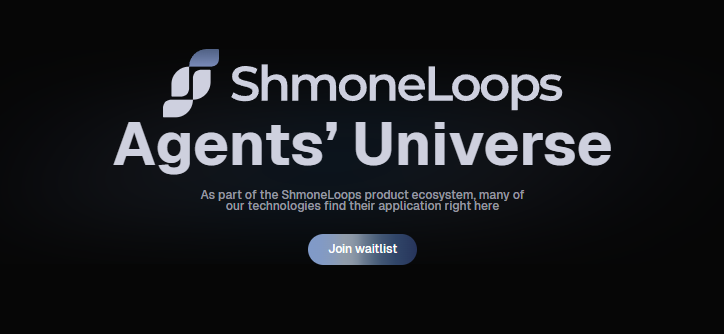 ShmoneLoops
Agents’ Universe
As part of the ShmoneLoops product ecosystem, many of
our technologies find their application right here
Join waitlist